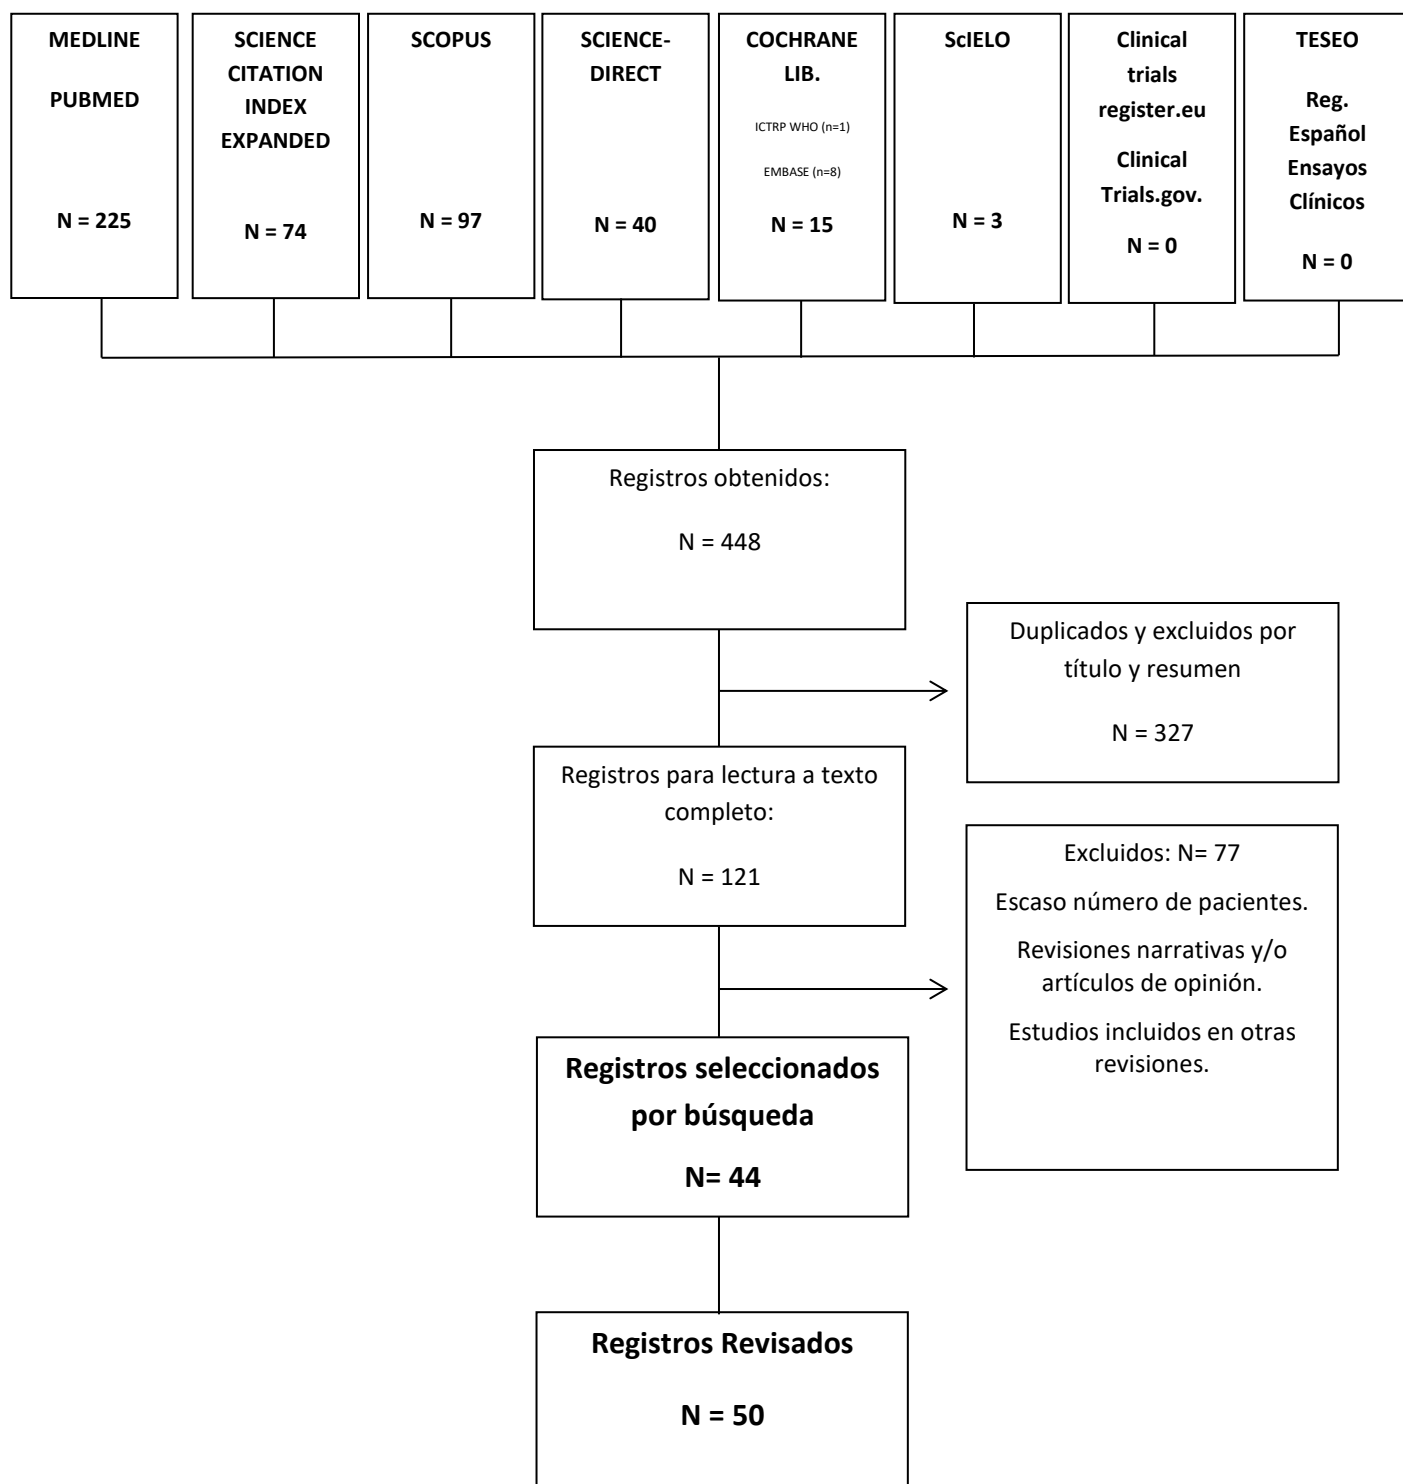 MEDLINE
PUBMED
N = 225
SCIENCE
CITATION
INDEX
EXPANDED
N = 74
SCOPUS
N = 97
SCIENCE-
DIRECT
N = 40
COCHRANE
LIB.
ICTRP WHO (n=1)
EMBASE (n=8)
N = 15
ScIELO
N = 3
Clinical
trials
register.eu
Clinical
Trials.gov.
N = 0
TESEO
Reg.
Español
Ensayos
Clínicos
N = 0
Registros obtenidos:
N = 448
Duplicados y excluidos por
título y resumen
N = 327
Registros para lectura a texto
completo:
N = 121
Excluidos: N= 77
Escaso número de pacientes.
Revisiones narrativas y/o
artículos de opinión.
Estudios incluidos en otras
revisiones.
Registros seleccionados
por búsqueda
N= 44
Registros Revisados
N = 50